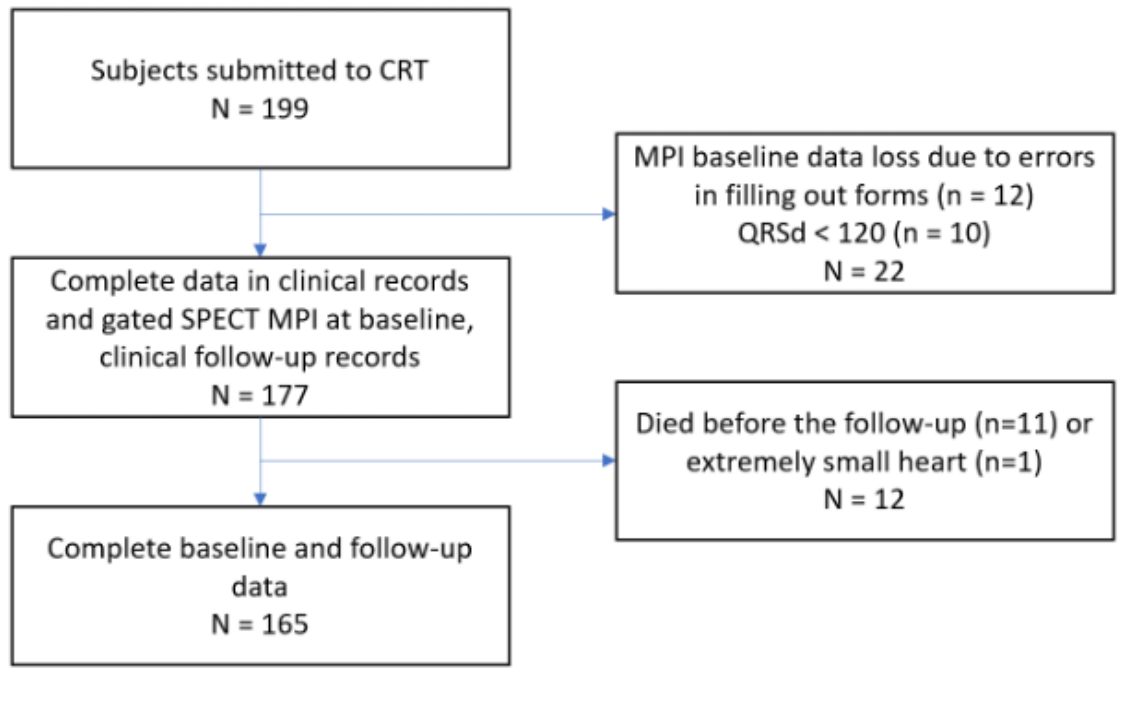 Subjects submitted to CRT
N = 199
MPI baseline data loss due to errors
in filling out forms (n = 12)
QRSd < 120 (n = 10)
N = 22
Complete data in clinical records
and gated SPECT MPI at baseline,
clinical follow-up records
N = 177
Died before the follow-up (n=11) or
extremely small heart (n=1)
N = 12
Complete baseline and follow-up
data
N = 165